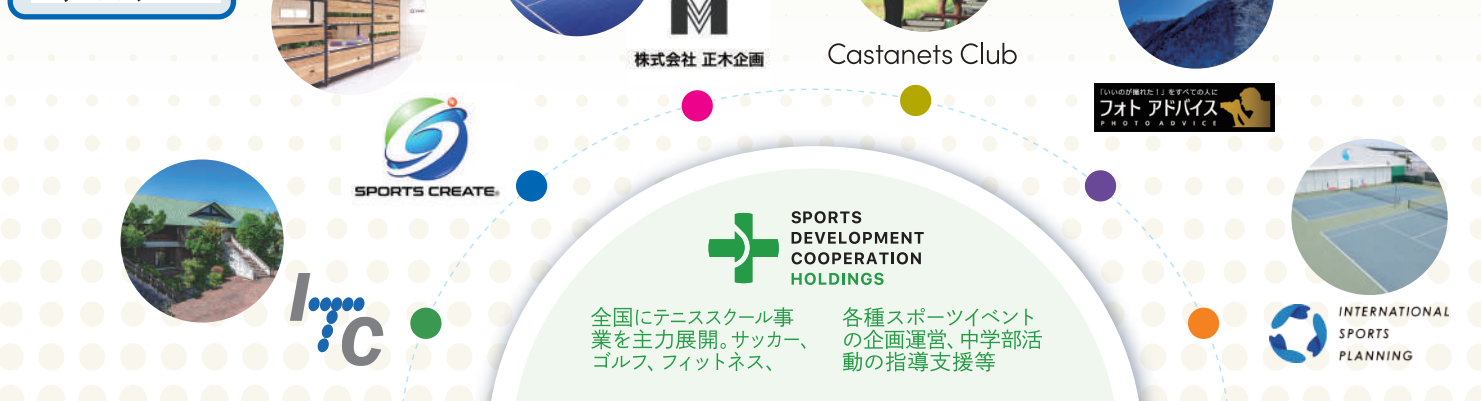 株式会社 正木企画
Castanets Club
「いいのが撮れた！」をすべての人に
フォト アドバイス
PHOTO ADVICE
SPORTS CREATE
ITC
SPORTS
DEVELOPMENT
COOPERATION
HOLDINGS
全国にテニススクール事
業を主力展開。サッカー、
ゴルフ、フィットネス、
各種スポーツイベント
の企画運営、中学部活
動の指導支援等
INTERNATIONAL
SPORTS
PLANNING